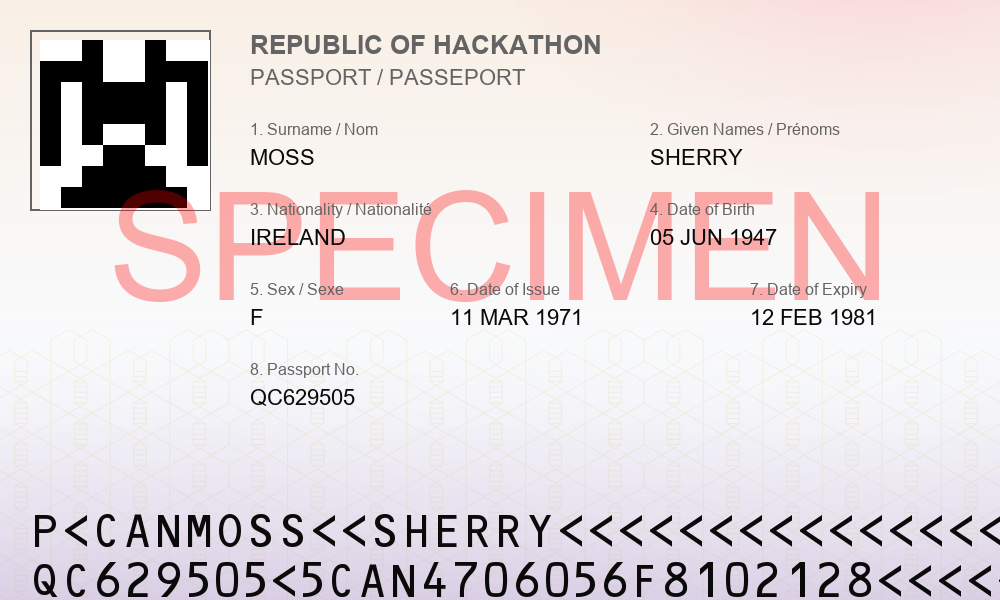 REPUBLIC OF HACKATHON
PASSPORT / PASSEPORT
1. Surname / Nom
MOSS
2. Given Names / Prénoms
SHERRY
SPECIMEN
3. Nationality / Nationalité
IRELAND
4. Date of Birth
05 JUN 1947
5. Sex / Sexe
F
6. Date of Issue
11 MAR 1971
7. Date of Expiry
12 FEB 1981
8. Passport No.
QC629505
P<CANMOSS<<SHERRY<<<<<<<<<<<<<<<
QC629505<5CAN4706056F8102128<<<<